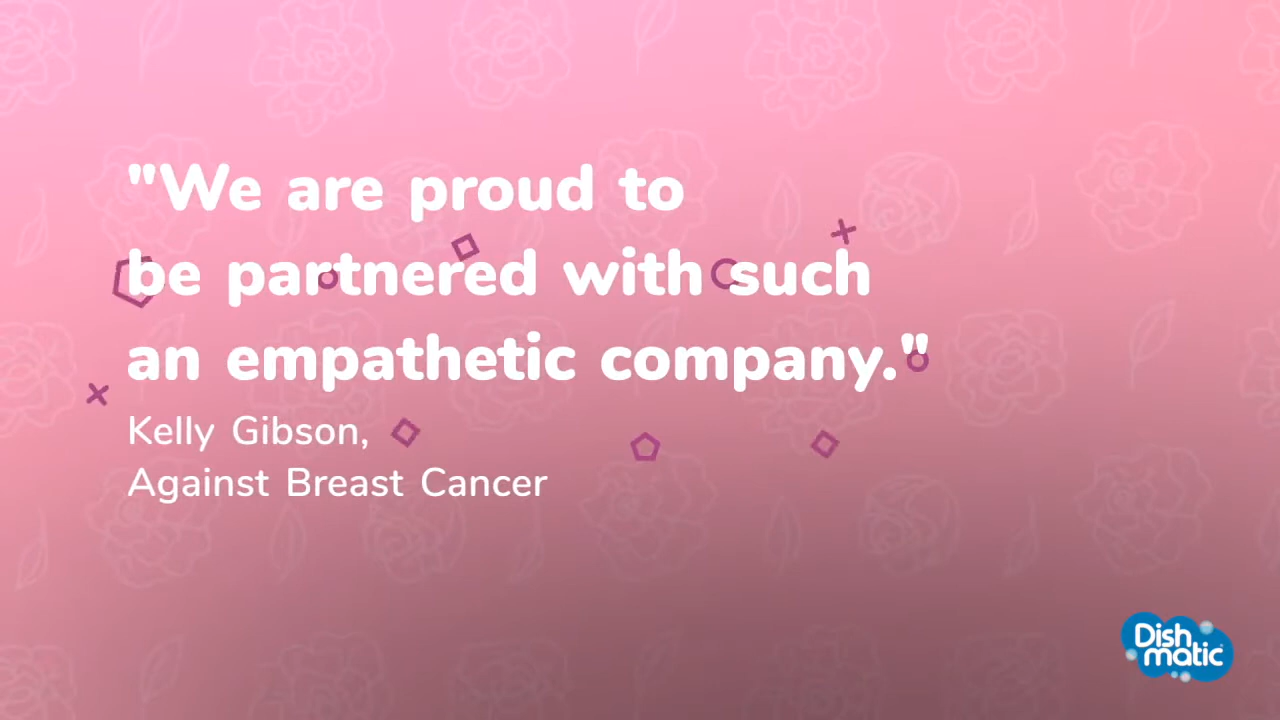 "We are proud to
be partnered with such
an empathetic company."
Kelly Gibson,
Against Breast Cancer
Dish
matic